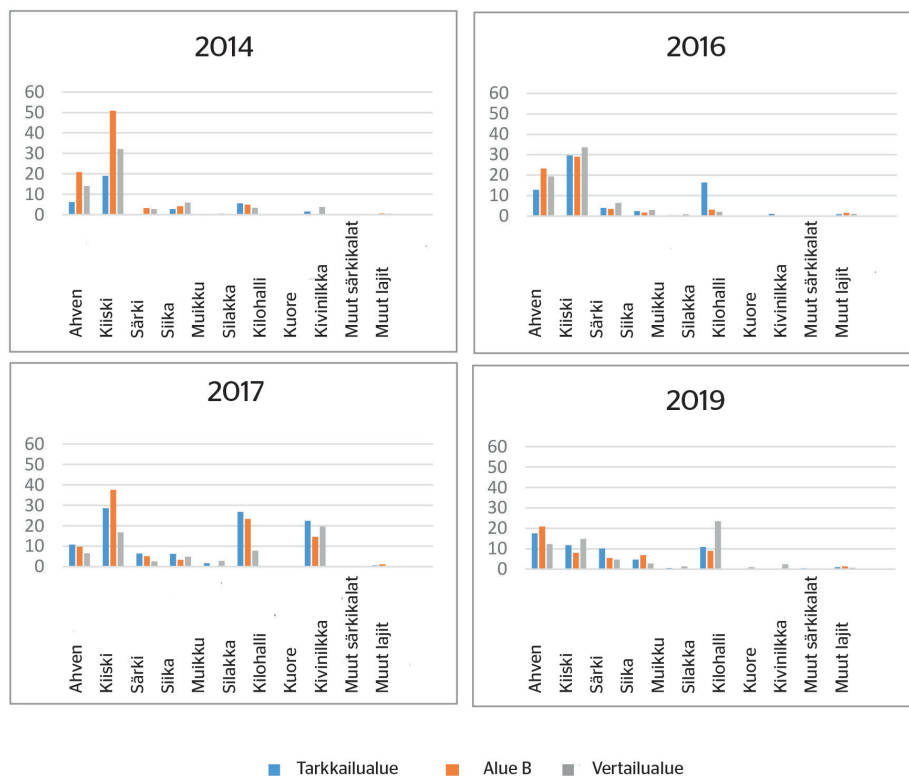 2014
60
50
40
30
20
10
0
Ahven
Kiiski
Särki
Siika
Muikku
Silakka
Kilohalli
Kuore
Kivinilkka
Muut särkikalat
Muut lajit
2016
60
50
40
30
20
10
0
Ahven
Kiiski
Särki
Siika
Muikku
Silakka
Kilohalli
Kuore
Kivinilkka
Muut särkikalat
Muut lajit
2017
60
50
40
30
20
10
0
Ahven
Kiiski
Särki
Siika
Muikku
Silakka
Kilohalli
Kuore
Kivinilkka
Muut särkikalat
Muut lajit
2019
60
50
40
30
20
10
0
Ahven
Kiiski
Särki
Siika
Muikku
Silakka
Kilohalli
Kuore
Kivinilkka
Muut särkikalat
Muut lajit
Tarkkailualue Alue B Vertailualue